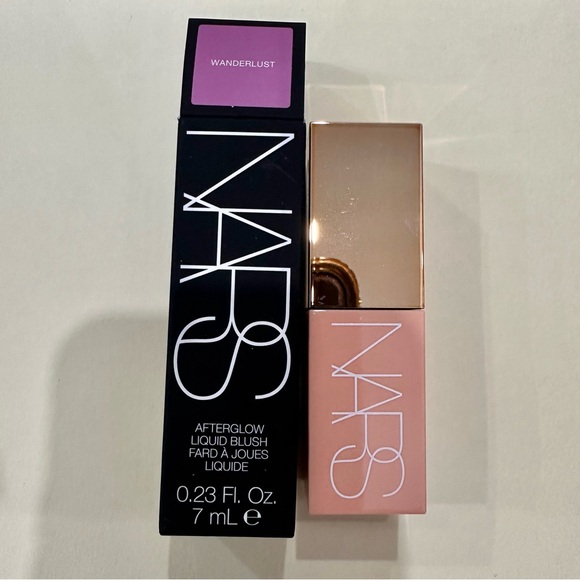 WANDERLUST
NARS
AFTERGLOW
LIQUID BLUSH
FARD À JOUES
LIQUIDE
0.23 Fl. Oz.
7 mL ℮
NARS